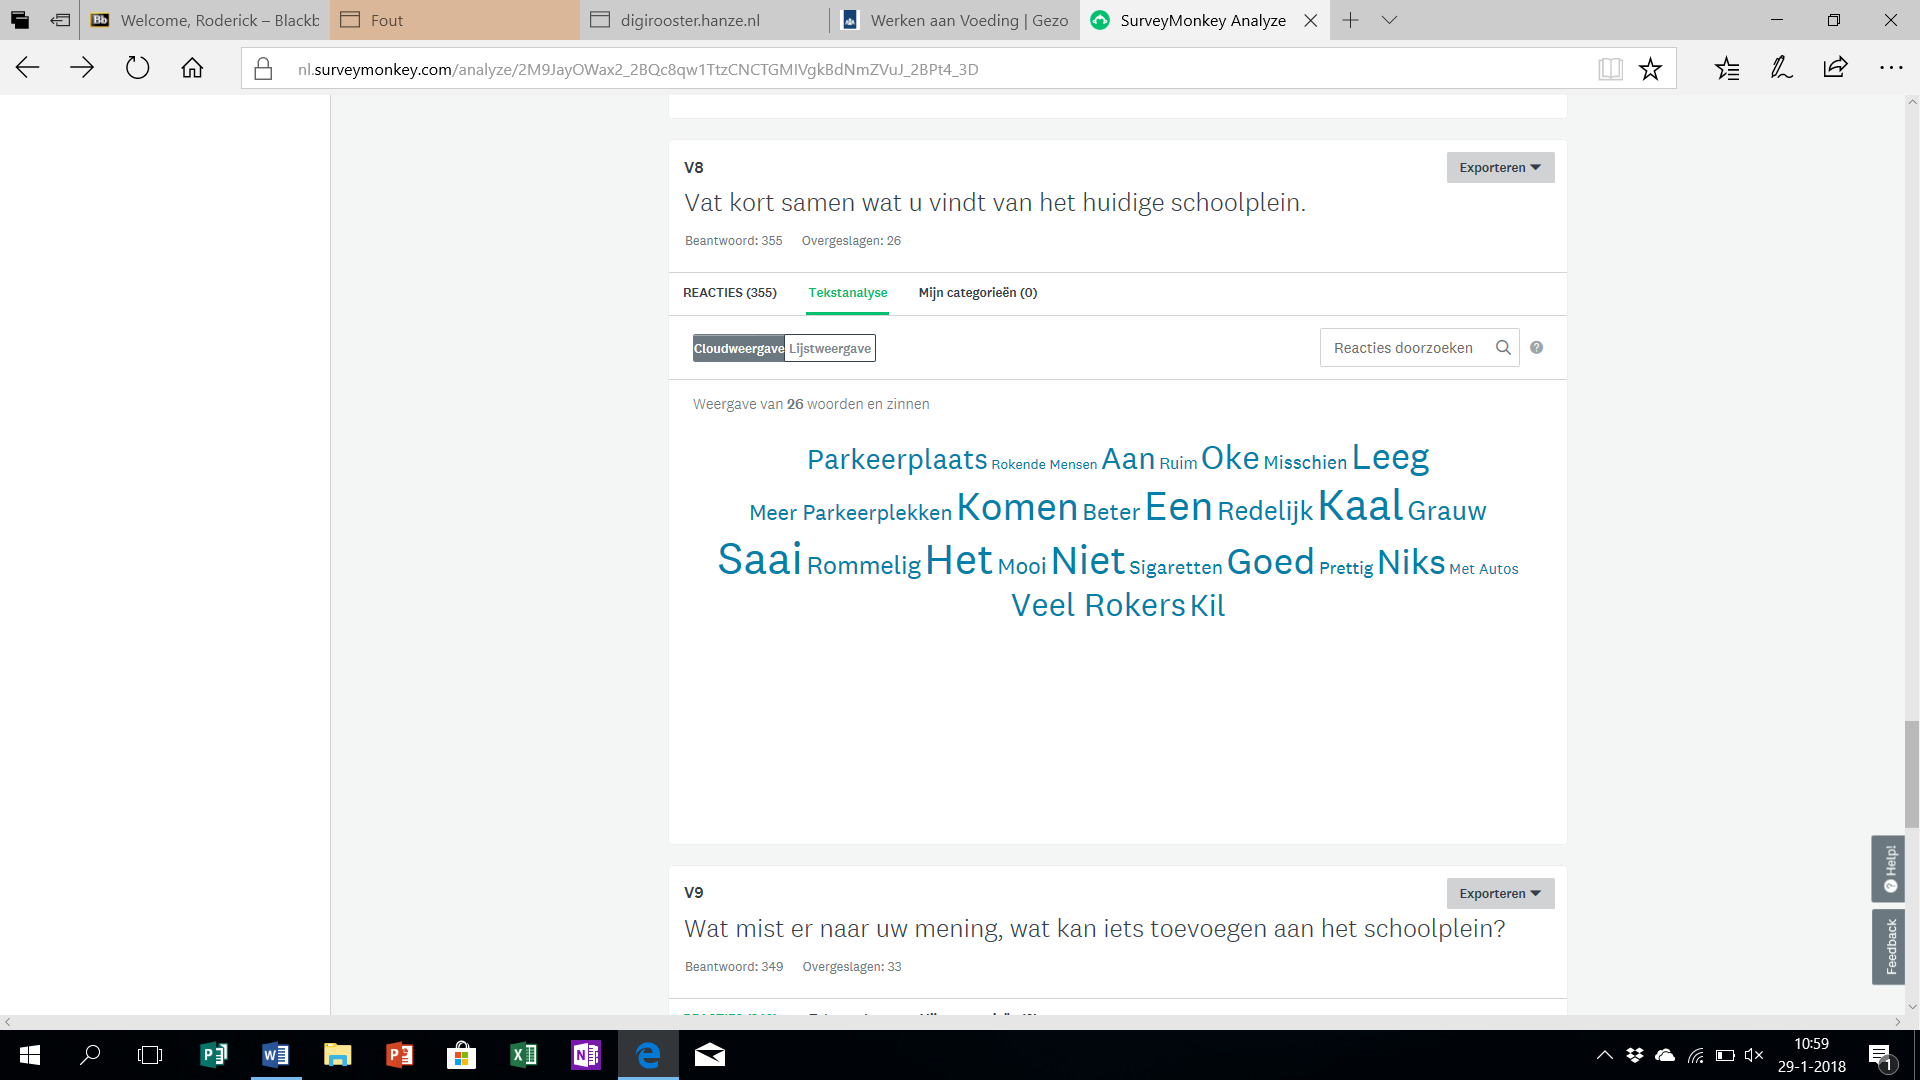 Welcome, Roderick – Blackb
Fout
digirooster.hanze.nl
Werken aan Voeding | Gezo
SurveyMonkey Analyze
nl.surveymonkey.com/analyze/2M9JayOWax2_2BQc8qw1TtzCNCTGMIVgkBdNmZVuJ_2BPt4_3D
V8
Exporteren
Vat kort samen wat u vindt van het huidige schoolplein.
Beantwoord: 355 Overgeslagen: 26
REACTIES (355) Tekstanalyse Mijn categorieën (0)
Cloudweergave Lijstweergave
Reacties doorzoeken
Weergave van 26 woorden en zinnen
Parkeerplaats Rokende Mensen Aan Ruim Oke Misschien Leeg
Meer Parkeerplekken Komen Beter Een Redelijk Kaal Grauw
Saai Rommelig Het Mooi Niet Sigaretten Goed Prettig Niks Met Autos
Veel Rokers Kil
Help!
Feedback
V9
Exporteren
Wat mist er naar uw mening, wat kan iets toevoegen aan het schoolplein?
Beantwoord: 349 Overgeslagen: 33
10:59
29-1-2018
1